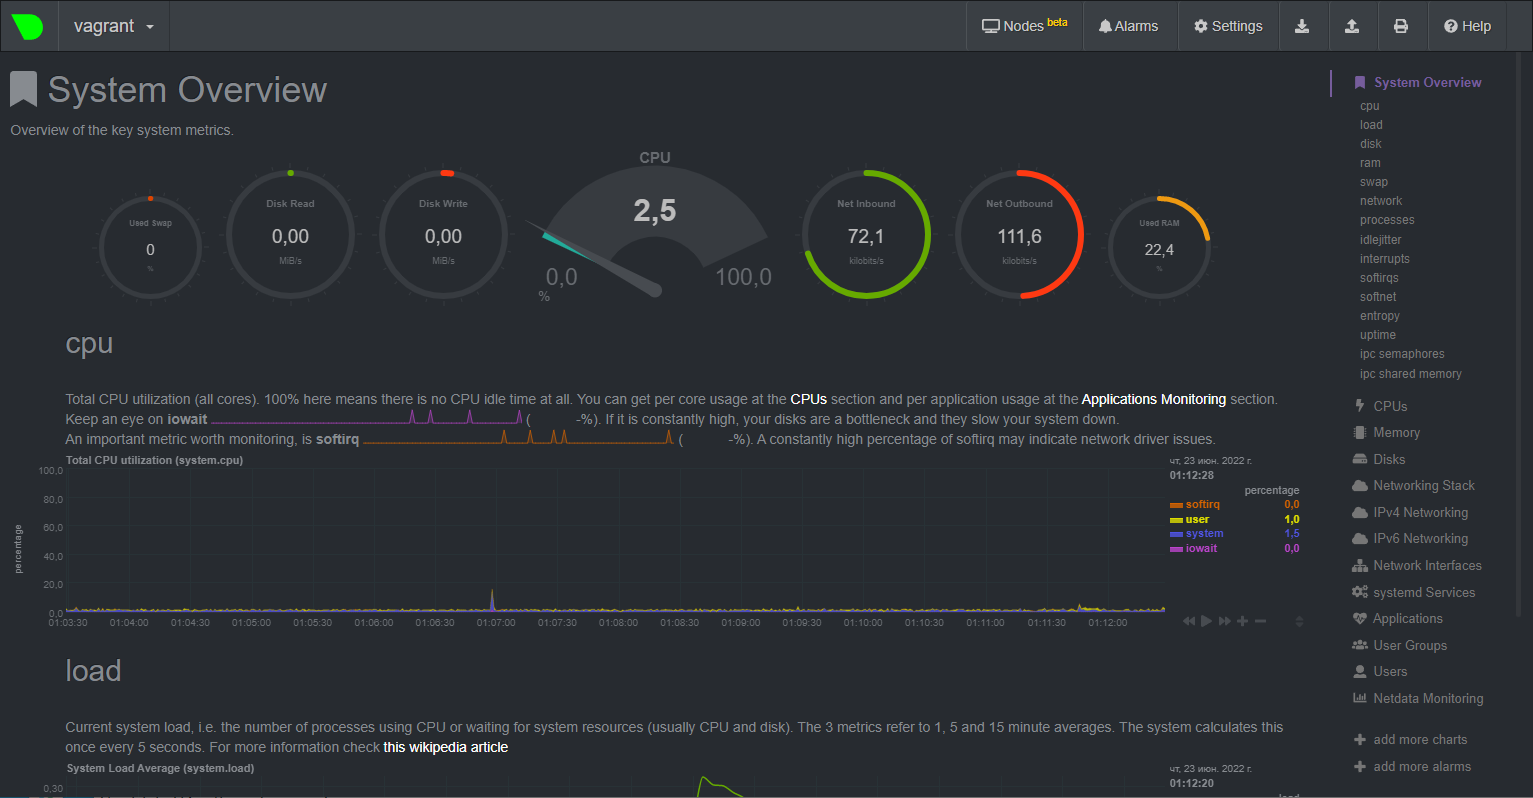 vagrant
Nodes beta
Alarms
Settings
Help
System Overview
Overview of the key system metrics.
Used Swap
0
%
Disk Read
0,00
MiB/s
Disk Write
0,00
MiB/s
CPU
2,5
0,0
100,0
%
Net Inbound
72,1
kilobits/s
Net Outbound
111,6
kilobits/s
Used RAM
22,4
%
cpu
Total CPU utilization (all cores). 100% here means there is no CPU idle time at all. You can get per core usage at the CPUs section and per application usage at the Applications Monitoring section.
Keep an eye on iowait ( -%). If it is constantly high, your disks are a bottleneck and they slow your system down.
An important metric worth monitoring, is softirq ( -%). A constantly high percentage of softirq may indicate network driver issues.
Total CPU utilization (system.cpu)
percentage
100,0
80,0
60,0
40,0
20,0
0,0
01:03:30 01:04:00 01:04:30 01:05:00 01:05:30 01:06:00 01:06:30 01:07:00 01:07:30 01:08:00 01:08:30 01:09:00 01:09:30 01:10:00 01:10:30 01:11:00 01:11:30 01:12:00
чт, 23 июн. 2022 г.
01:12:28
percentage
softirq 0,0
user 1,0
system 1,5
iowait 0,0
load
Current system load, i.e. the number of processes using CPU or waiting for system resources (usually CPU and disk). The 3 metrics refer to 1, 5 and 15 minute averages. The system calculates this
once every 5 seconds. For more information check this wikipedia article
System Load Average (system.load)
0,30
чт, 23 июн. 2022 г.
01:12:20
load
System Overview
cpu
load
disk
ram
swap
network
processes
idlejitter
interrupts
softirqs
softnet
entropy
uptime
ipc semaphores
ipc shared memory
CPUs
Memory
Disks
Networking Stack
IPv4 Networking
IPv6 Networking
Network Interfaces
systemd Services
Applications
User Groups
Users
Netdata Monitoring
add more charts
add more alarms